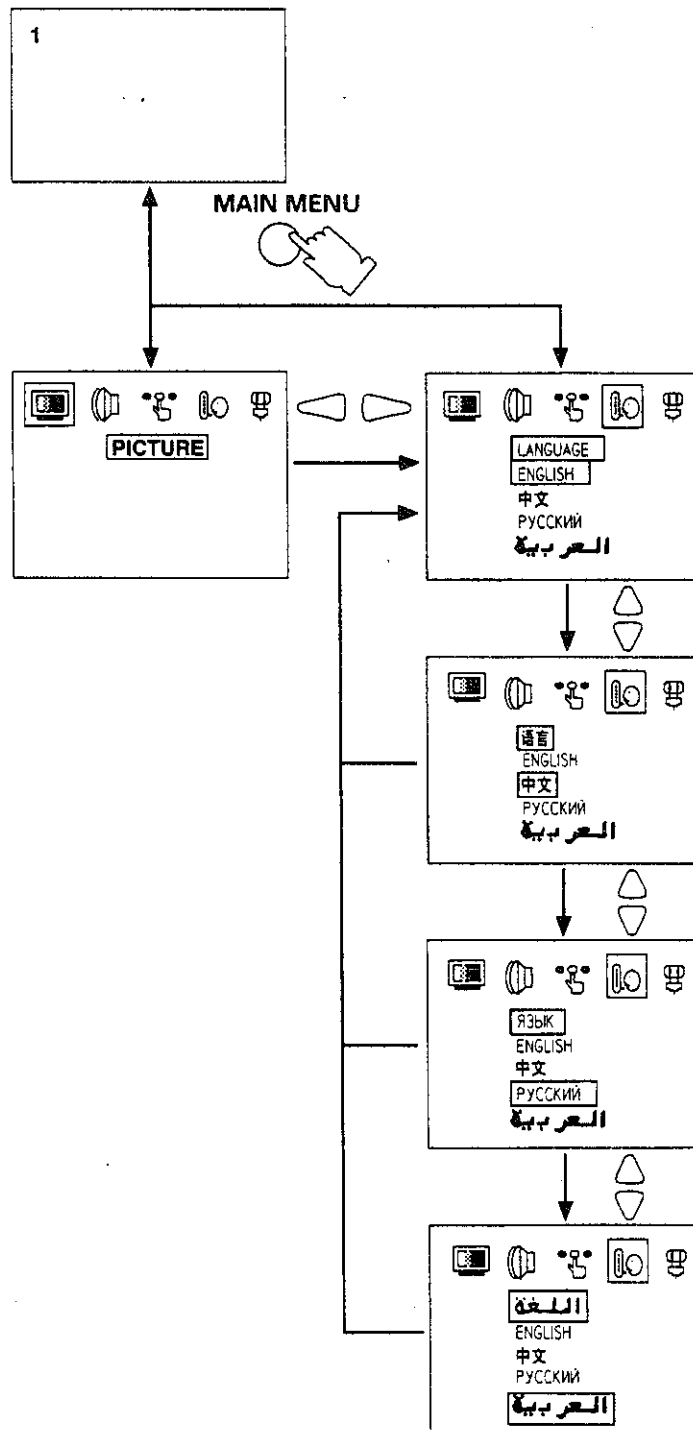 1
MAIN MENU
PICTURE
LANGUAGE
ENGLISH
中文
РУССКИЙ
العربية
语言
ENGLISH
中文
РУССКИЙ
العربية
ЯЗЫК
ENGLISH
中文
РУССКИЙ
العربية
اللغة
ENGLISH
中文
РУССКИЙ
العربية